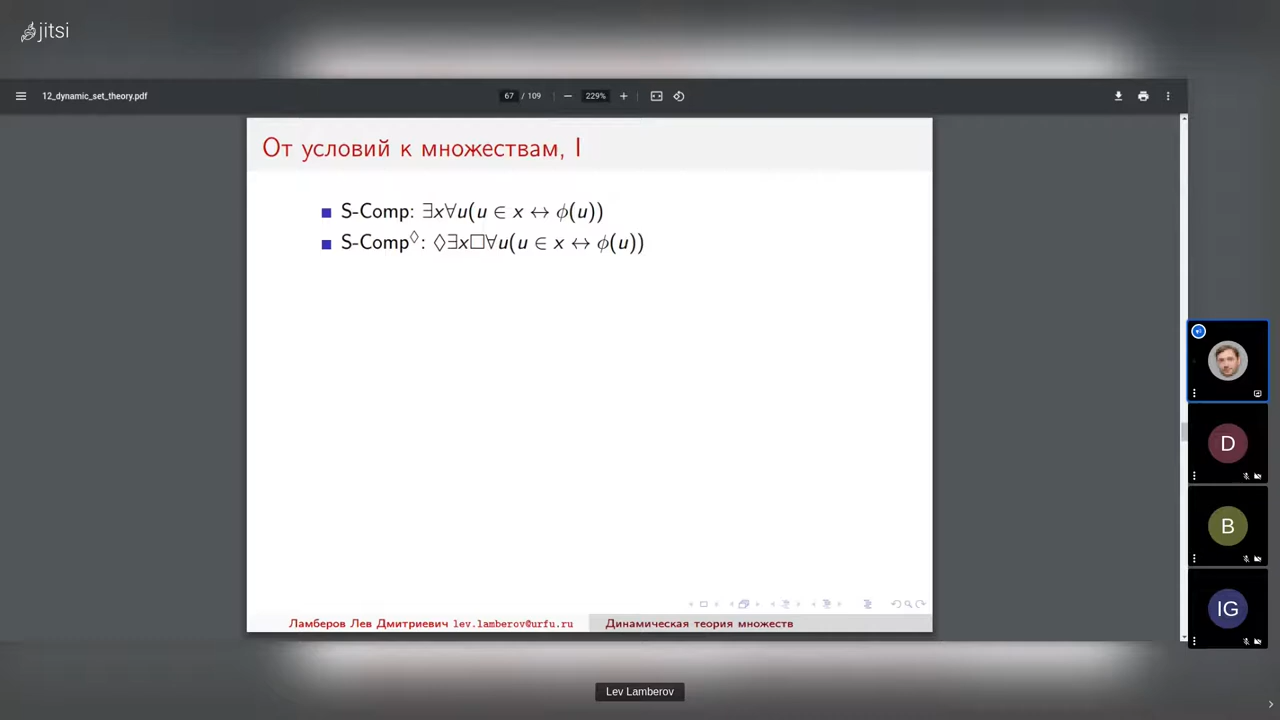 jitsi
12_dynamic_set_theory.pdf
67 / 109
229%
От условий к множествам, I
S-Comp: ∃x∀u(u ∈ x ↔ ϕ(u))
S-Comp◊: ◊∃x□∀u(u ∈ x ↔ ϕ(u))
D
B
IG
Ламберов Лев Дмитриевич lev.lamberov@urfu.ru
Динамическая теория множеств
Lev Lamberov